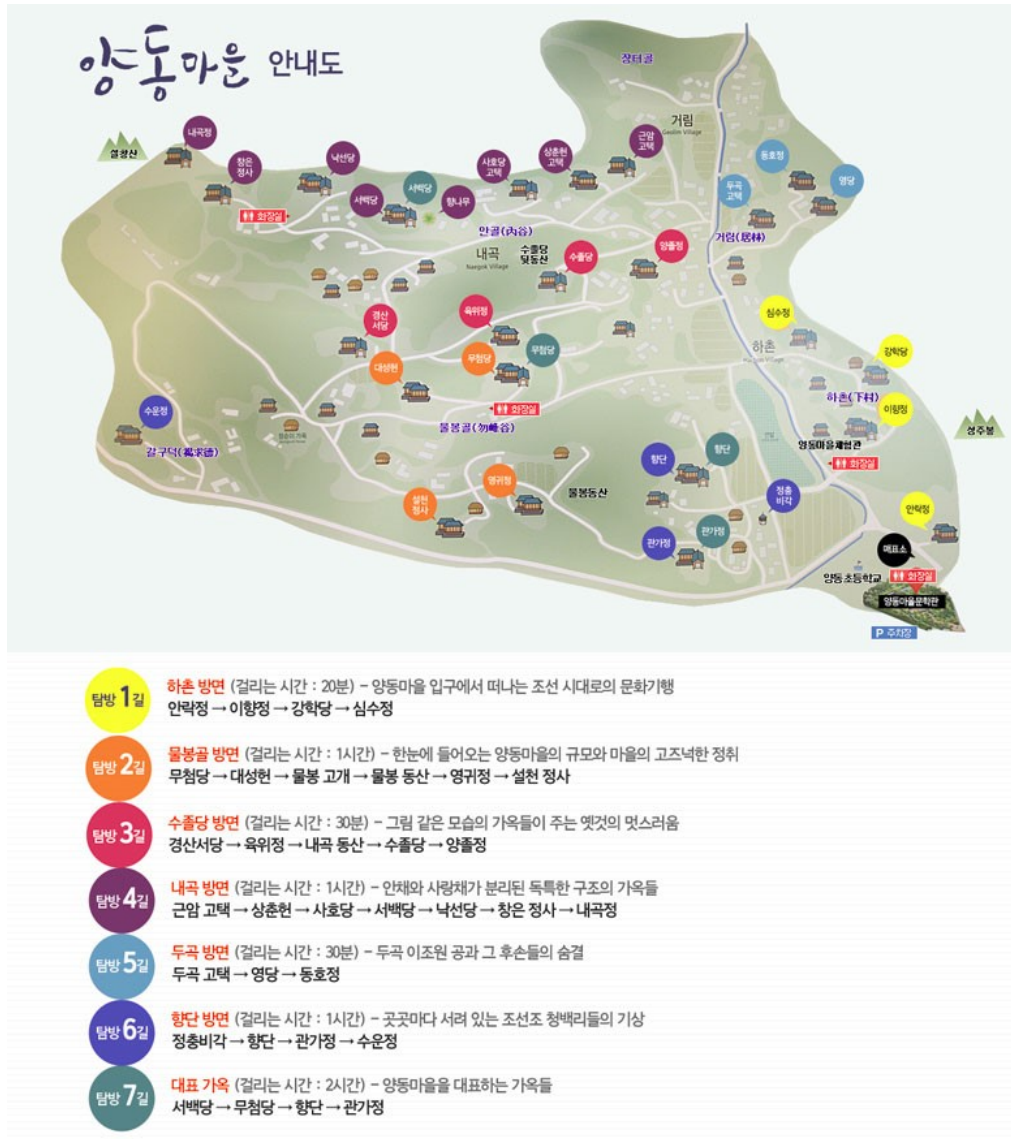 양동마을 안내도
장터골
거림
Geolim Village
내곡정
설창산
창은
정사
낙선당
사호당
고택
상춘헌
고택
근암
고택
동호정
영당
두곡
고택
서백당
서백당
향나무
화장실
안골(內谷)
거림(居林)
내곡
Naegok Village
수졸당
뒷동산
수졸당
양졸정
경산
서당
육위정
무첨당
무첨당
대성헌
심수정
하촌
강학당
하촌(下村)
이향정
성주봉
화장실
물봉골(勿峰谷)
수운정
갈구덕(渴求德)
양동마을체험관
화장실
향단
향단
정충
비각
영귀정
물봉동산
설천
정사
관가정
관가정
안락정
매표소
양동초등학교
화장실
양동마을문학관
P 주차장
탐방 1길
하촌 방면 (걸리는 시간 : 20분) - 양동마을 입구에서 떠나는 조선 시대로의 문화기행
안락정 → 이향정 → 강학당 → 심수정
탐방 2길
물봉골 방면 (걸리는 시간 : 1시간) - 한눈에 들어오는 양동마을의 규모와 마을의 고즈넉한 정취
무첨당 → 대성헌 → 물봉 고개 → 물봉 동산 → 영귀정 → 설천 정사
탐방 3길
수졸당 방면 (걸리는 시간 : 30분) - 그림 같은 모습의 가옥들이 주는 옛것의 멋스러움
경산서당 → 육위정 → 내곡 동산 → 수졸당 → 양졸정
탐방 4길
내곡 방면 (걸리는 시간 : 1시간) - 안채와 사랑채가 분리된 독특한 구조의 가옥들
근암 고택 → 상춘헌 → 사호당 → 서백당 → 낙선당 → 창은 정사 → 내곡정
탐방 5길
두곡 방면 (걸리는 시간 : 30분) - 두곡 이조원 공과 그 후손들의 숨결
두곡 고택 → 영당 → 동호정
탐방 6길
향단 방면 (걸리는 시간 : 1시간) - 곳곳마다 서려 있는 조선조 청백리들의 기상
정충비각 → 향단 → 관가정 → 수운정
탐방 7길
대표 가옥 (걸리는 시간 : 2시간) - 양동마을을 대표하는 가옥들
서백당 → 무첨당 → 향단 → 관가정